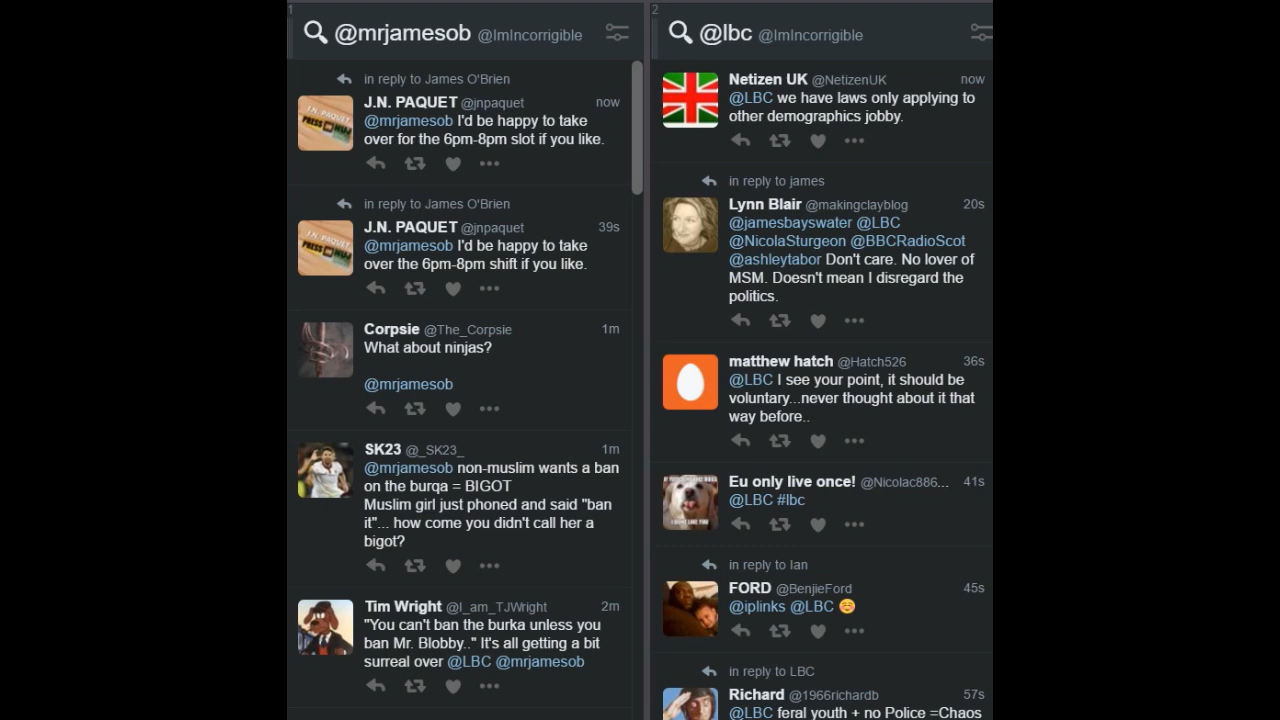 1
@mrjamesob @ImIncorrigible
in reply to James O'Brien
J.N. PAQUET @jnpaquet now
@mrjamesob I'd be happy to take
over for the 6pm-8pm slot if you like.
in reply to James O'Brien
J.N. PAQUET @jnpaquet 39s
@mrjamesob I'd be happy to take
over the 6pm-8pm shift if you like.
Corpsie @The_Corpsie 1m
What about ninjas?
@mrjamesob
SK23 @_SK23_ 1m
@mrjamesob non-muslim wants a ban
on the burqa = BIGOT
Muslim girl just phoned and said "ban
it"... how come you didn't call her a
bigot?
Tim Wright @I_am_TJWright 2m
"You can't ban the burka unless you
ban Mr. Blobby.." It's all getting a bit
surreal over @LBC @mrjamesob
2
@lbc @ImIncorrigible
Netizen UK @NetizenUK now
@LBC we have laws only applying to
other demographics jobby.
in reply to james
Lynn Blair @makingclayblog 20s
@jamesbayswater @LBC
@NicolaSturgeon @BBCRadioScot
@ashleytabor Don't care. No lover of
MSM. Doesn't mean I disregard the
politics.
matthew hatch @Hatch526 36s
@LBC I see your point, it should be
voluntary...never thought about it that
way before..
Eu only live once! @Nicolac886... 41s
@LBC #lbc
in reply to Ian
FORD @BenjieFord 45s
@iplinks @LBC ☺️
in reply to LBC
Richard @1966richardb 57s
@LBC feral youth + no Police =Chaos